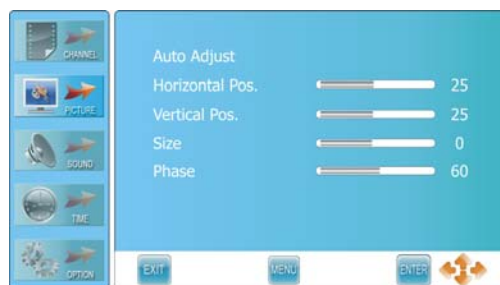 CHANNEL
PICTURE
SOUND
TIME
OPTION
Auto Adjust
Horizontal Pos. 25
Vertical Pos. 25
Size 0
Phase 60
EXIT MENU ENTER